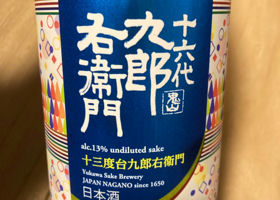 十六代
九郎
右衛門
alc.13% undiluted sake
十三度台九郎右衛門
Yukawa Sake Brewery
JAPAN NAGANO since 1650
日本酒